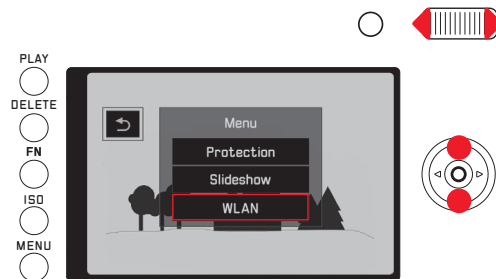 PLAY
DELETE
FN
ISO
MENU
Menu
Protection
Slideshow
WLAN